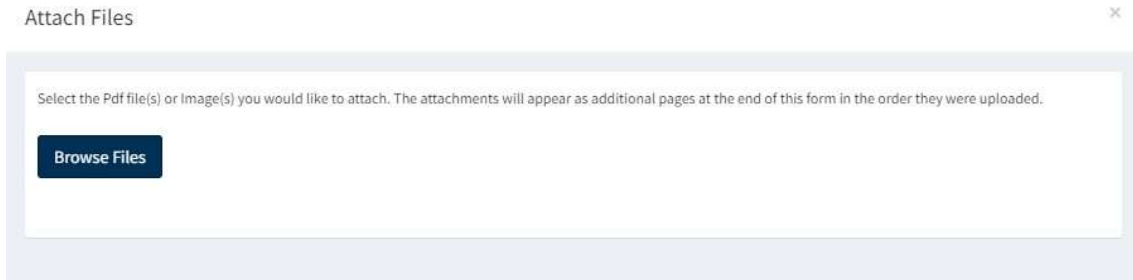 Attach Files
×
Select the Pdf file(s) or Image(s) you would like to attach. The attachments will appear as additional pages at the end of this form in the order they were uploaded.
Browse Files